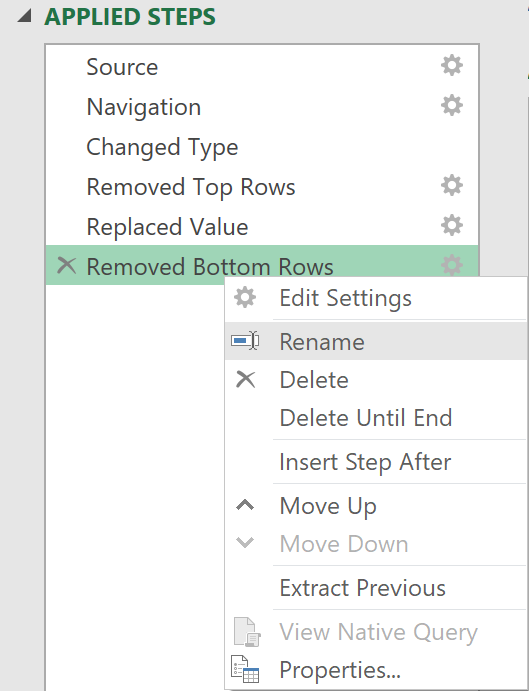 APPLIED STEPS
Source
Navigation
Changed Type
Removed Top Rows
Replaced Value
Removed Bottom Rows
Edit Settings
Rename
Delete
Delete Until End
Insert Step After
Move Up
Move Down
Extract Previous
View Native Query
Properties...